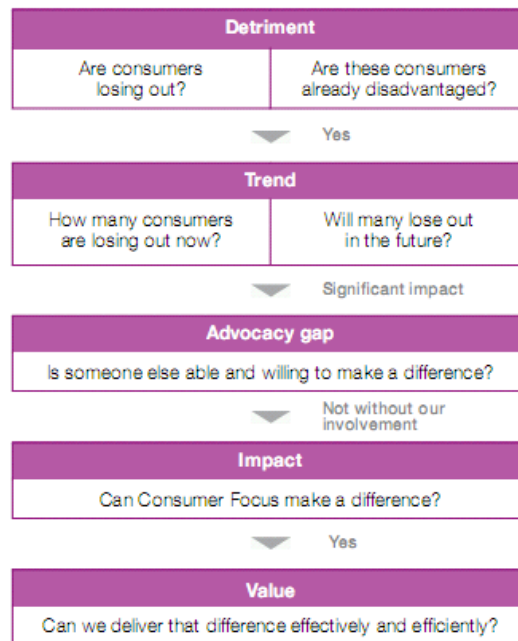 Detriment
Are consumers
losing out?
Are these consumers
already disadvantaged?
Yes
Trend
How many consumers
are losing out now?
Will many lose out
in the future?
Significant impact
Advocacy gap
Is someone else able and willing to make a difference?
Not without our
involvement
Impact
Can Consumer Focus make a difference?
Yes
Value
Can we deliver that difference effectively and efficiently?